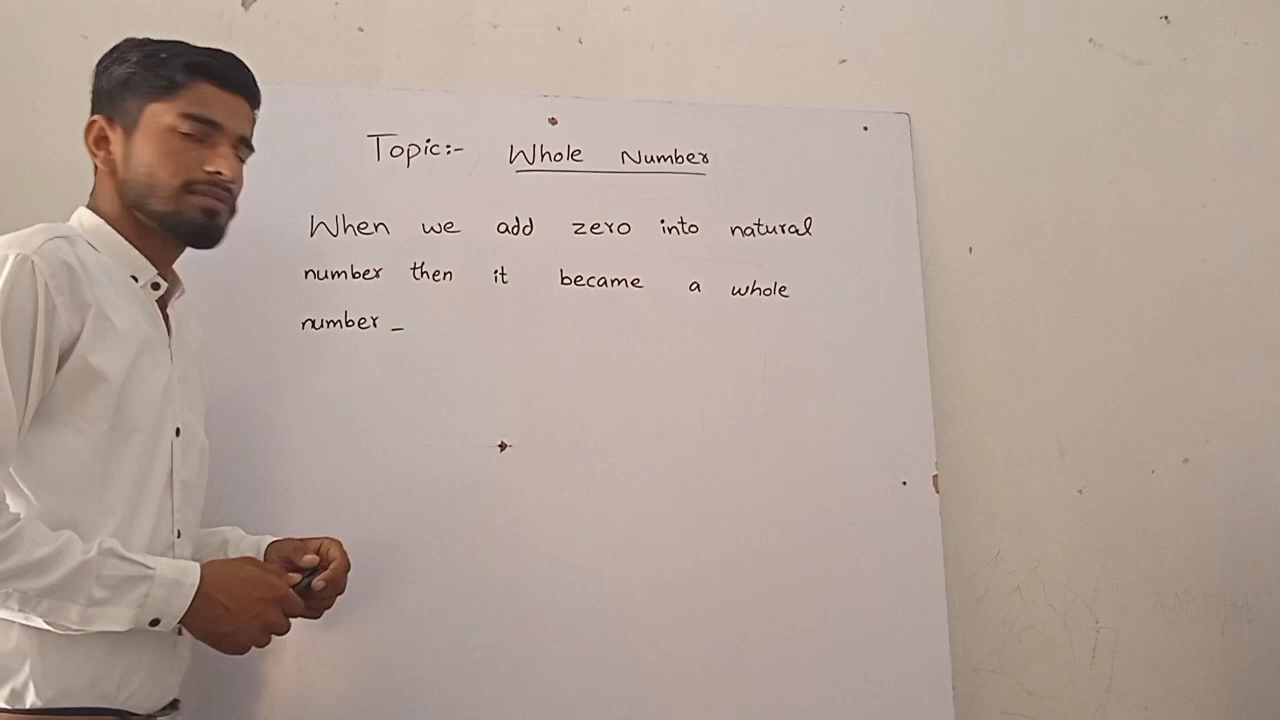 Topic:- Whole Number
When we add zero into natural
number then it became a whole
number _